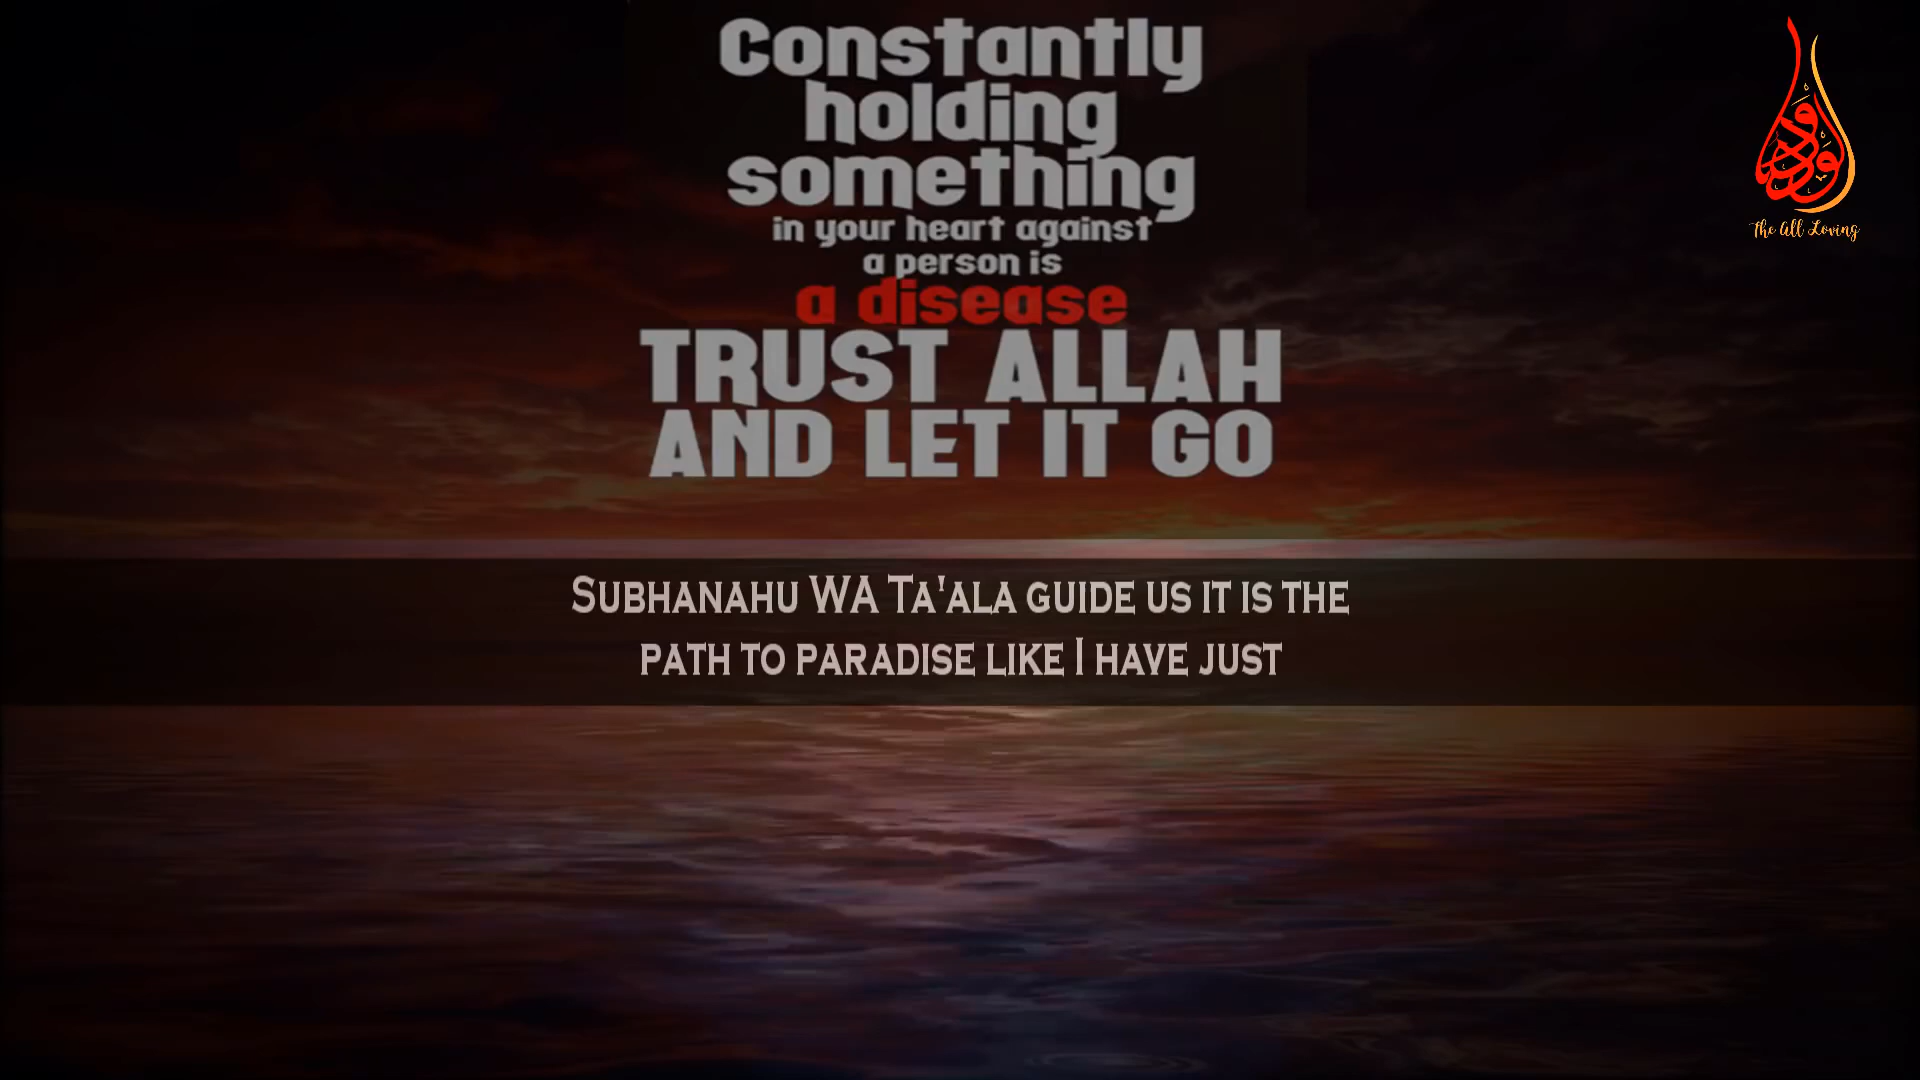 Constantly
holding
something
in your heart against
a person is
a disease
TRUST ALLAH
AND LET IT GO
The All Loving
SUBHANAHU WA TA'ALA GUIDE US IT IS THE
PATH TO PARADISE LIKE I HAVE JUST